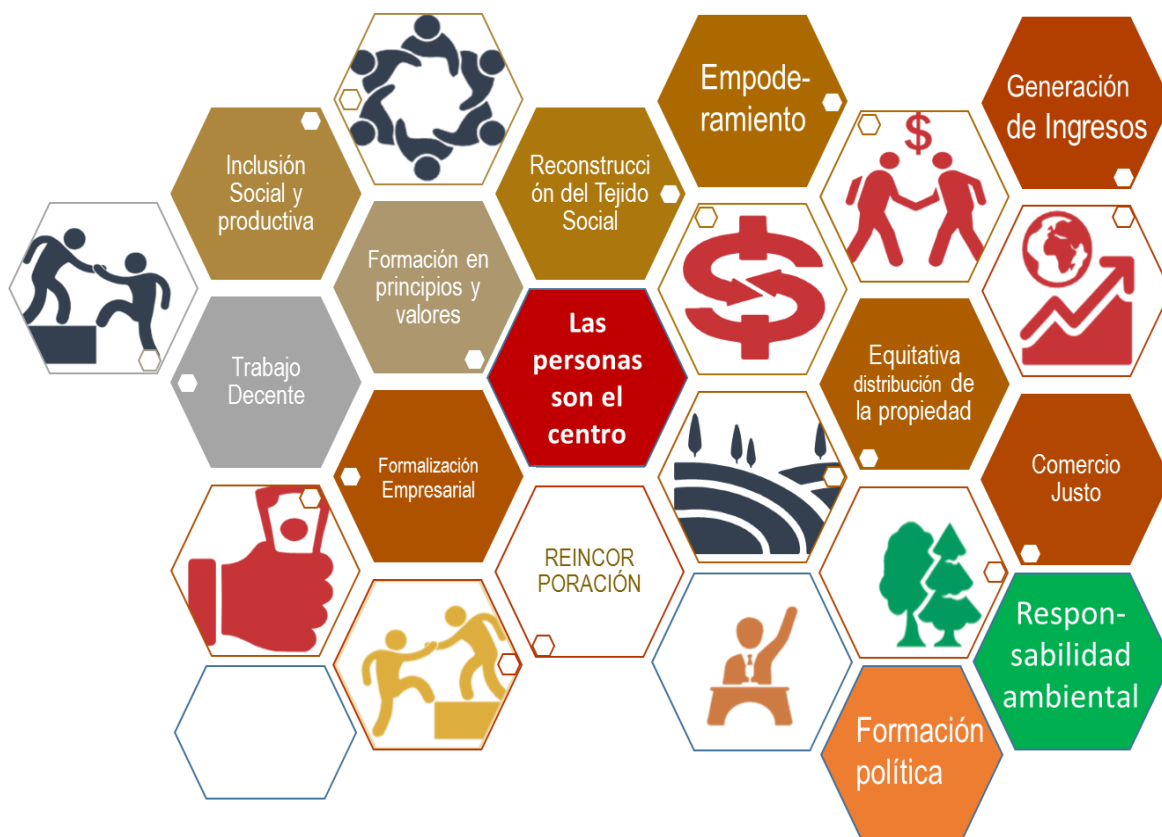 Empode-
ramiento
Generación
de Ingresos
Inclusión
Social y
productiva
Reconstrucci
ón del Tejido
Social
Formación en
principios y
valores
Las
personas
son el
centro
Trabajo
Decente
Equitativa
distribución de
la propiedad
Formalización
Empresarial
Comercio
Justo
REINCOR
PORACIÓN
Respon-
sabilidad
ambiental
Formación
política
$